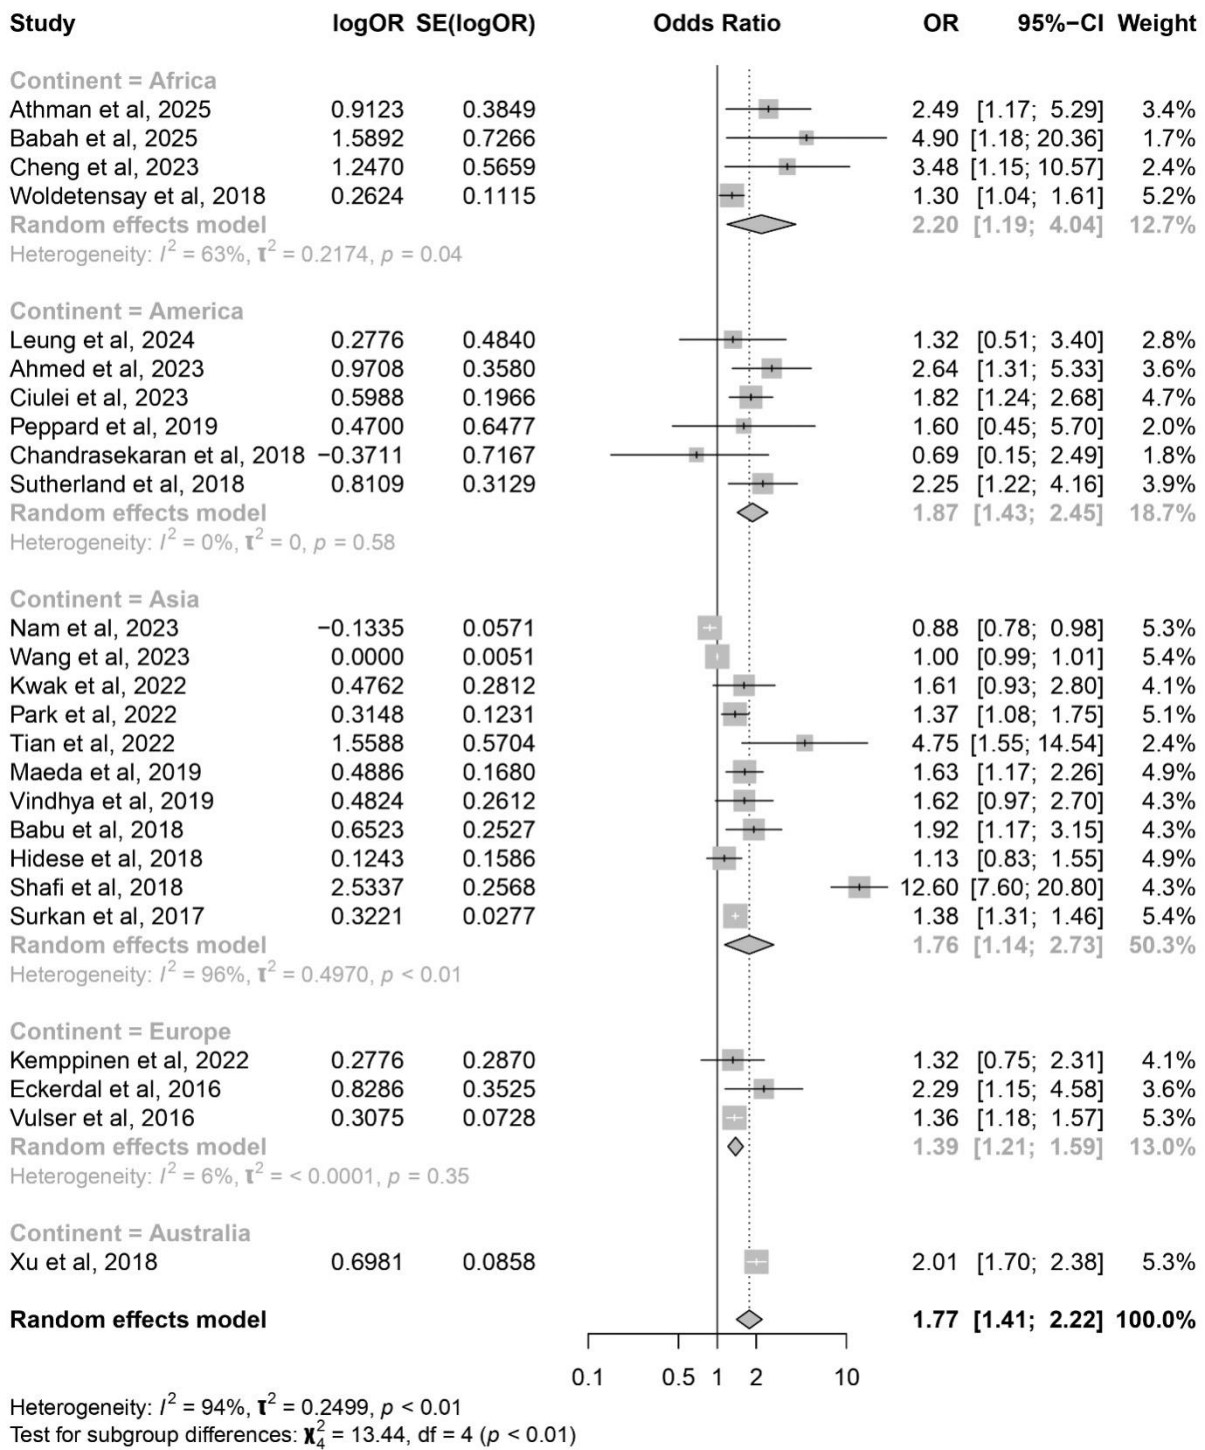 Study logOR SE(logOR) Odds Ratio OR 95%−CI Weight
Continent = Africa
Athman et al, 2025 0.9123 0.3849 2.49 [1.17; 5.29] 3.4%
Babah et al, 2025 1.5892 0.7266 4.90 [1.18; 20.36] 1.7%
Cheng et al, 2023 1.2470 0.5659 3.48 [1.15; 10.57] 2.4%
Woldetensay et al, 2018 0.2624 0.1115 1.30 [1.04; 1.61] 5.2%
Random effects model 2.20 [1.19; 4.04] 12.7%
Heterogeneity: I² = 63%, τ² = 0.2174, p = 0.04
Continent = America
Leung et al, 2024 0.2776 0.4840 1.32 [0.51; 3.40] 2.8%
Ahmed et al, 2023 0.9708 0.3580 2.64 [1.31; 5.33] 3.6%
Ciulei et al, 2023 0.5988 0.1966 1.82 [1.24; 2.68] 4.7%
Peppard et al, 2019 0.4700 0.6477 1.60 [0.45; 5.70] 2.0%
Chandrasekaran et al, 2018 −0.3711 0.7167 0.69 [0.15; 2.49] 1.8%
Sutherland et al, 2018 0.8109 0.3129 2.25 [1.22; 4.16] 3.9%
Random effects model 1.87 [1.43; 2.45] 18.7%
Heterogeneity: I² = 0%, τ² = 0, p = 0.58
Continent = Asia
Nam et al, 2023 −0.1335 0.0571 0.88 [0.78; 0.98] 5.3%
Wang et al, 2023 0.0000 0.0051 1.00 [0.99; 1.01] 5.4%
Kwak et al, 2022 0.4762 0.2812 1.61 [0.93; 2.80] 4.1%
Park et al, 2022 0.3148 0.1231 1.37 [1.08; 1.75] 5.1%
Tian et al, 2022 1.5588 0.5704 4.75 [1.55; 14.54] 2.4%
Maeda et al, 2019 0.4886 0.1680 1.63 [1.17; 2.26] 4.9%
Vindhya et al, 2019 0.4824 0.2612 1.62 [0.97; 2.70] 4.3%
Babu et al, 2018 0.6523 0.2527 1.92 [1.17; 3.15] 4.3%
Hidese et al, 2018 0.1243 0.1586 1.13 [0.83; 1.55] 4.9%
Shafi et al, 2018 2.5337 0.2568 12.60 [7.60; 20.80] 4.3%
Surkan et al, 2017 0.3221 0.0277 1.38 [1.31; 1.46] 5.4%
Random effects model 1.76 [1.14; 2.73] 50.3%
Heterogeneity: I² = 96%, τ² = 0.4970, p < 0.01
Continent = Europe
Kemppinen et al, 2022 0.2776 0.2870 1.32 [0.75; 2.31] 4.1%
Eckerdal et al, 2016 0.8286 0.3525 2.29 [1.15; 4.58] 3.6%
Vulser et al, 2016 0.3075 0.0728 1.36 [1.18; 1.57] 5.3%
Random effects model 1.39 [1.21; 1.59] 13.0%
Heterogeneity: I² = 6%, τ² = < 0.0001, p = 0.35
Continent = Australia
Xu et al, 2018 0.6981 0.0858 2.01 [1.70; 2.38] 5.3%
Random effects model 1.77 [1.41; 2.22] 100.0%
0.1 0.5 1 2 10
Heterogeneity: I² = 94%, τ² = 0.2499, p < 0.01
Test for subgroup differences: χ²₄ = 13.44, df = 4 (p < 0.01)